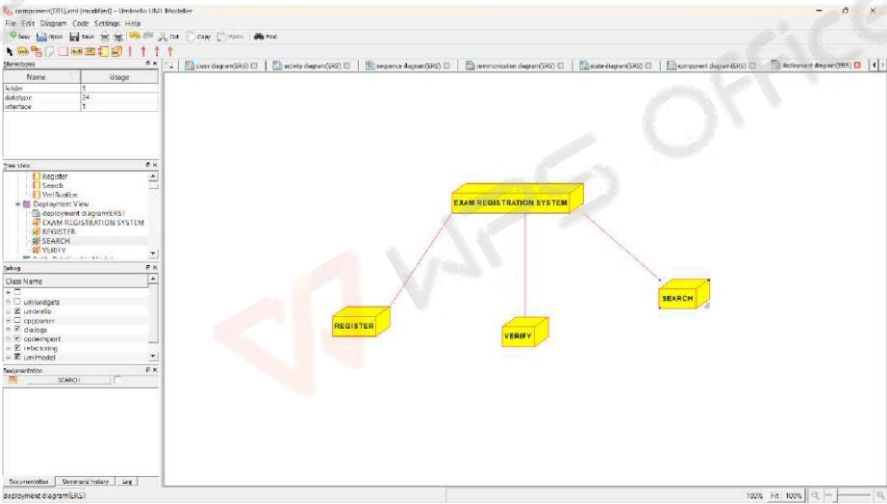 component(ERS).xmi [modified] – Umbrello UML Modeller
File Edit Diagram Code Settings Help
New Open Save Cut Copy Paste Find
Stereotypes
class diagram(ERS) activity diagram(ERS) sequence diagram(ERS) communication diagram(ERS) state diagram(ERS) component diagram(ERS) deployment diagram(ERS)
Name Usage
folder 1
datatype 24
interface 1
Tree View
Register
Search
Verification
Deployment View
deployment diagram(ERS)
EXAM REGISTRATION SYSTEM
REGISTER
SEARCH
VERIFY
Debug
Class Name
umlwidgets
umbrello
cppparser
dialogs
codeimport
refactoring
umlmodel
Documentation
SEARCH
Documentation Command history Log
deployment diagram(ERS)
EXAM REGISTRATION SYSTEM
REGISTER
VERIFY
SEARCH
100% Fit 100%
WPS OFFICE